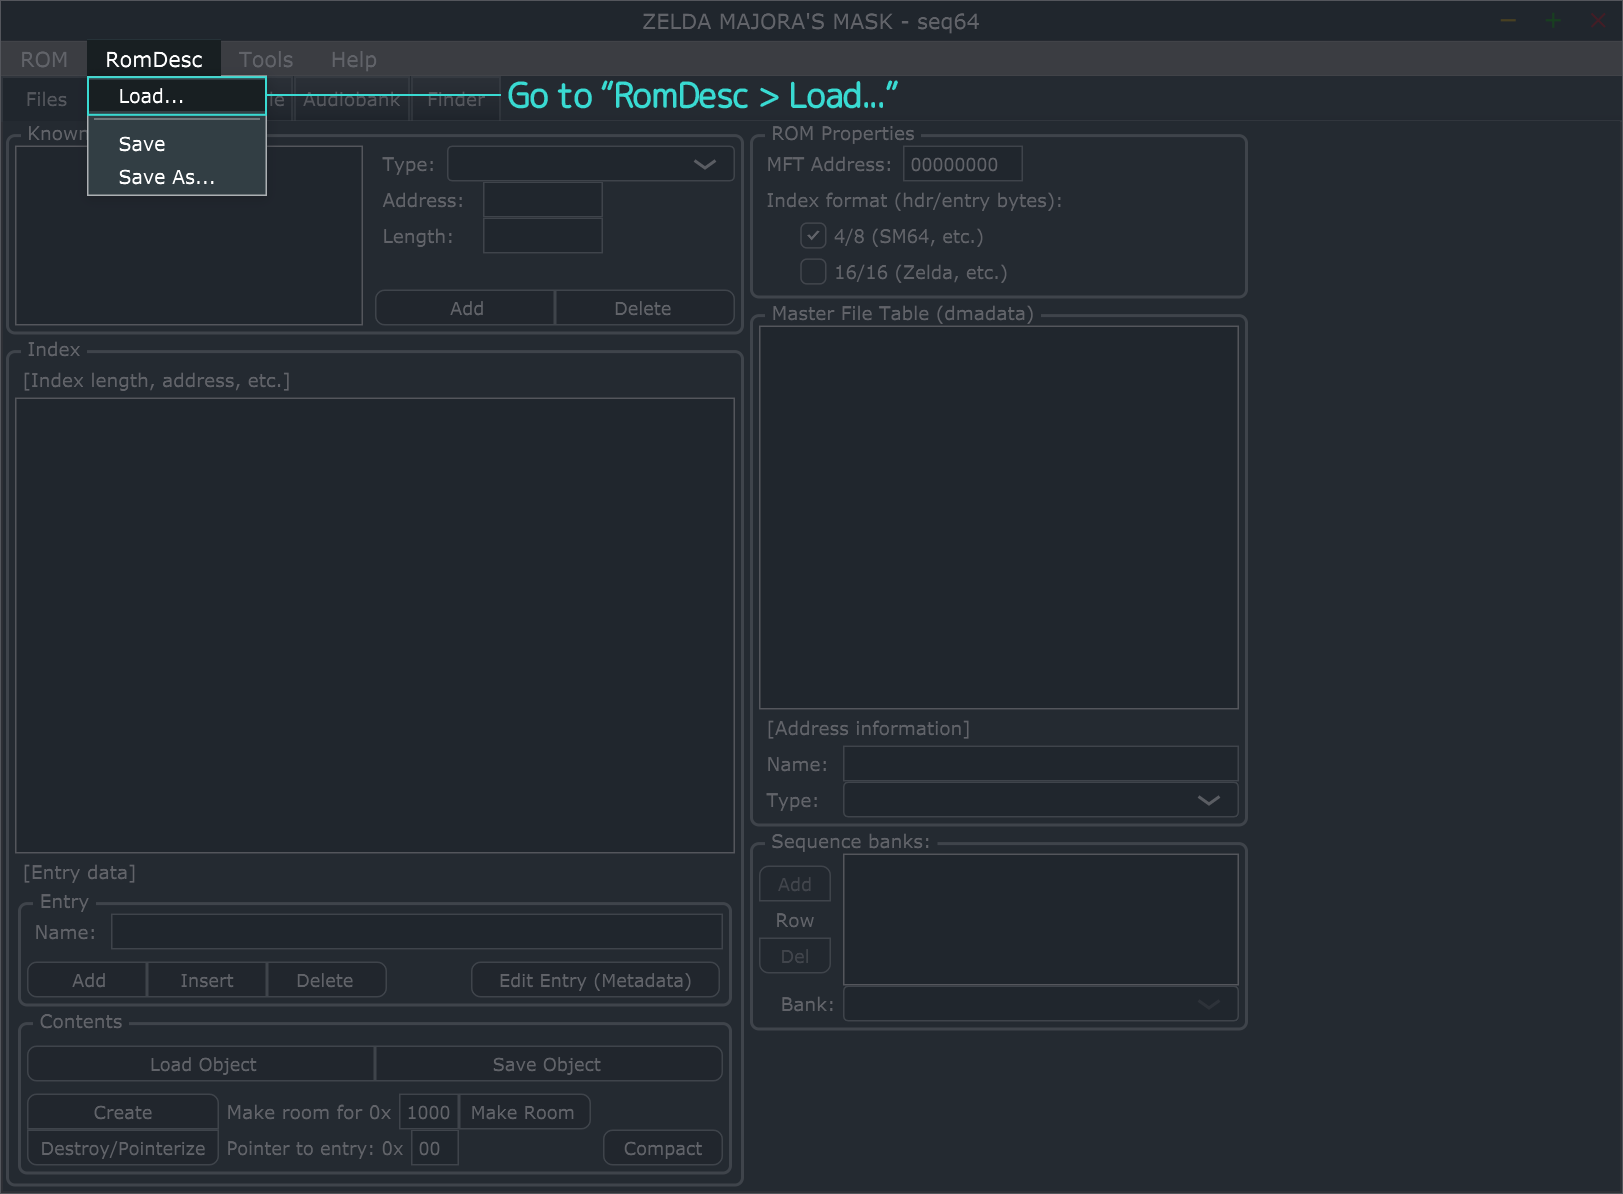 ZELDA MAJORA'S MASK - seq64
ROM RomDesc Tools Help
Load...
Save
Save As...
Go to “RomDesc > Load...”
Files Audiobank Finder
Known
Type:
Address:
Length:
Add Delete
ROM Properties
MFT Address: 00000000
Index format (hdr/entry bytes):
4/8 (SM64, etc.)
16/16 (Zelda, etc.)
Index
[Index length, address, etc.]
Master File Table (dmadata)
[Address information]
Name:
Type:
[Entry data]
Entry
Name:
Add Insert Delete Edit Entry (Metadata)
Sequence banks:
Add
Row
Del
Bank:
Contents
Load Object Save Object
Create Make room for 0x 1000 Make Room
Destroy/Pointerize Pointer to entry: 0x 00 Compact